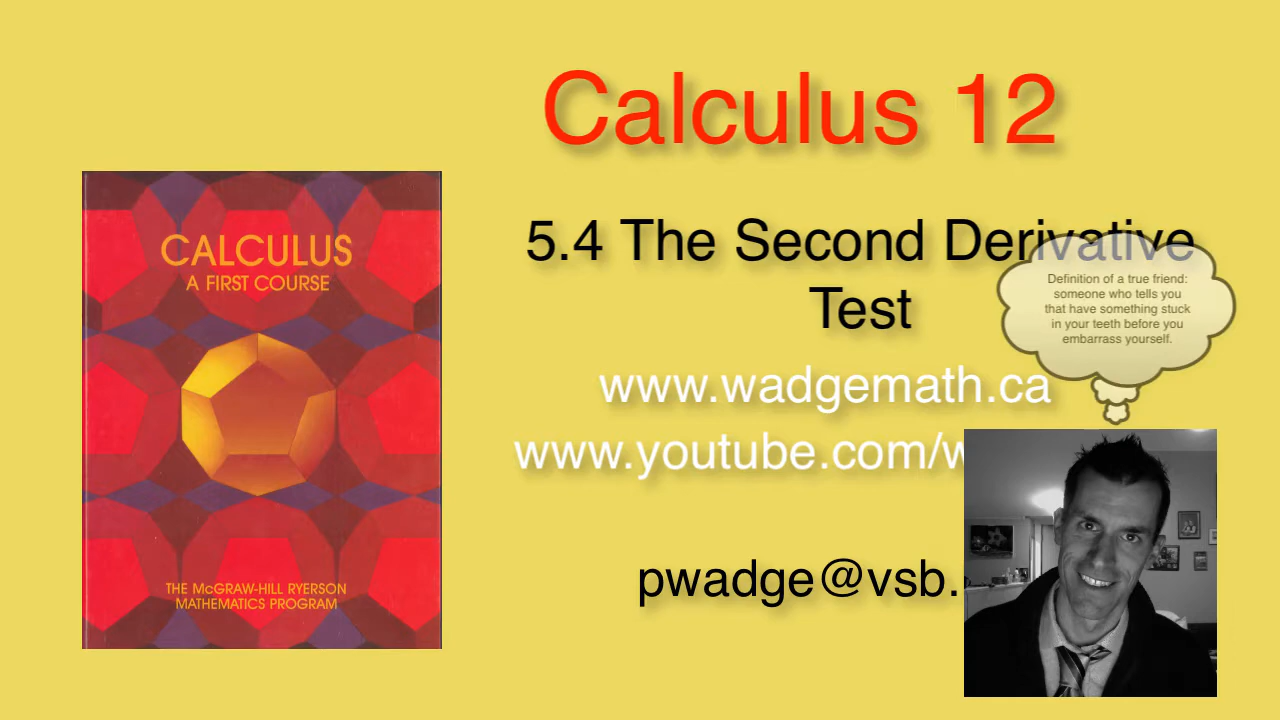 Calculus 12
CALCULUS
A FIRST COURSE
THE McGRAW-HILL RYERSON
MATHEMATICS PROGRAM
5.4 The Second Derivative
Test
www.wadgemath.ca
www.youtube.com/w
pwadge@vsb.
Definition of a true friend:
someone who tells you
that have something stuck
in your teeth before you
embarrass yourself.